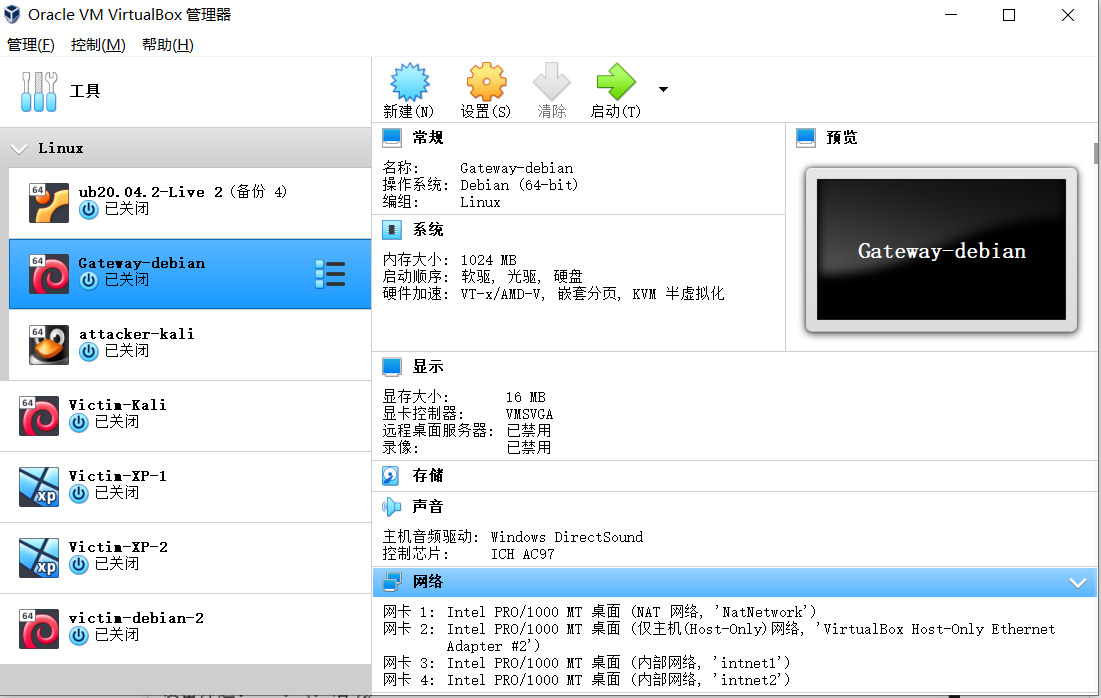 Oracle VM VirtualBox 管理器
管理(F) 控制(M) 帮助(H)
工具
新建(N) 设置(S) 清除 启动(T)
Linux
64 ub20.04.2-Live 2 (备份 4)
已关闭
64 Gateway-debian
已关闭
64 attacker-kali
已关闭
64 Victim-Kali
已关闭
xp Victim-XP-1
已关闭
xp Victim-XP-2
已关闭
64 victim-debian-2
已关闭
常规
名称: Gateway-debian
操作系统: Debian (64-bit)
编组: Linux
预览
Gateway-debian
系统
内存大小: 1024 MB
启动顺序: 软驱, 光驱, 硬盘
硬件加速: VT-x/AMD-V, 嵌套分页, KVM 半虚拟化
显示
显存大小: 16 MB
显卡控制器: VMSVGA
远程桌面服务器: 已禁用
录像: 已禁用
存储
声音
主机音频驱动: Windows DirectSound
控制芯片: ICH AC97
网络
网卡 1: Intel PRO/1000 MT 桌面 (NAT 网络, 'NatNetwork')
网卡 2: Intel PRO/1000 MT 桌面 (仅主机(Host-Only)网络, 'VirtualBox Host-Only Ethernet
Adapter #2')
网卡 3: Intel PRO/1000 MT 桌面 (内部网络, 'intnet1')
网卡 4: Intel PRO/1000 MT 桌面 (内部网络, 'intnet2')